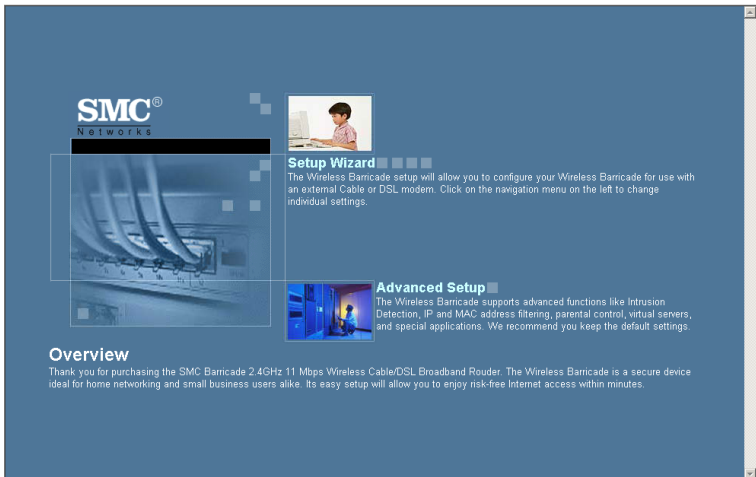 SMC®
Networks
Setup Wizard
The Wireless Barricade setup will allow you to configure your Wireless Barricade for use with
an external Cable or DSL modem. Click on the navigation menu on the left to change
individual settings.
Advanced Setup
The Wireless Barricade supports advanced functions like Intrusion
Detection, IP and MAC address filtering, parental control, virtual servers,
and special applications. We recommend you keep the default settings.
Overview
Thank you for purchasing the SMC Barricade 2.4GHz 11 Mbps Wireless Cable/DSL Broadband Rouder. The Wireless Barricade is a secure device
ideal for home networking and small business users alike. Its easy setup will allow you to enjoy risk-free Internet access within minutes.